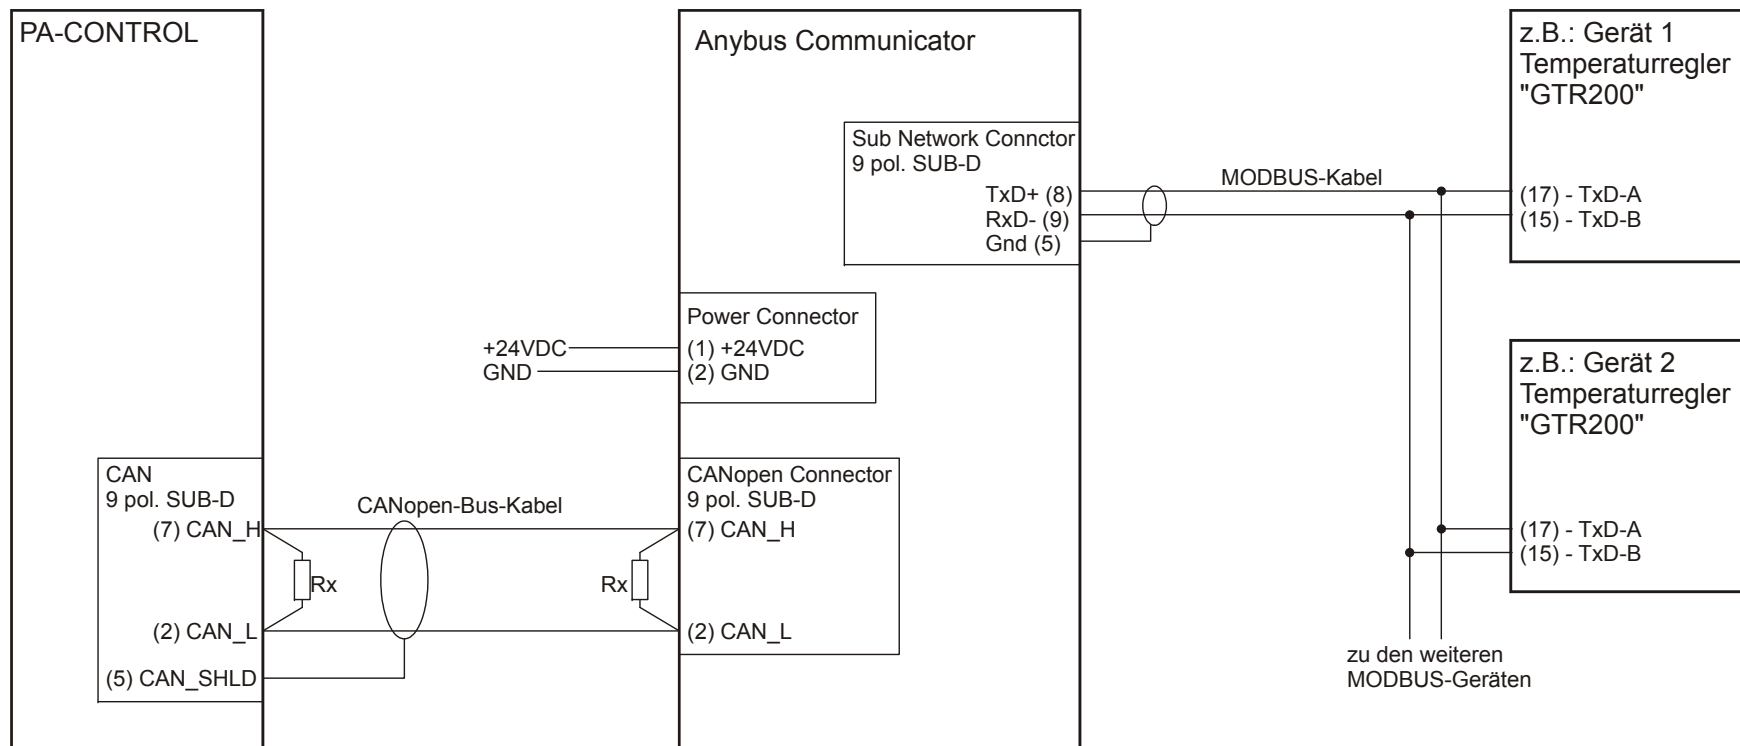 PA-CONTROL
Anybus Communicator
z.B.: Gerät 1
Temperaturregler
"GTR200"
Sub Network Connctor
9 pol. SUB-D
TxD+ (8)
RxD- (9)
Gnd (5)
MODBUS-Kabel
(17) - TxD-A
(15) - TxD-B
Power Connector
+24VDC
(1) +24VDC
GND
(2) GND
z.B.: Gerät 2
Temperaturregler
"GTR200"
(17) - TxD-A
(15) - TxD-B
CAN
9 pol. SUB-D
(7) CAN_H
Rx
(2) CAN_L
(5) CAN_SHLD
CANopen-Bus-Kabel
CANopen Connector
9 pol. SUB-D
(7) CAN_H
Rx
(2) CAN_L
zu den weiteren
MODBUS-Geräten